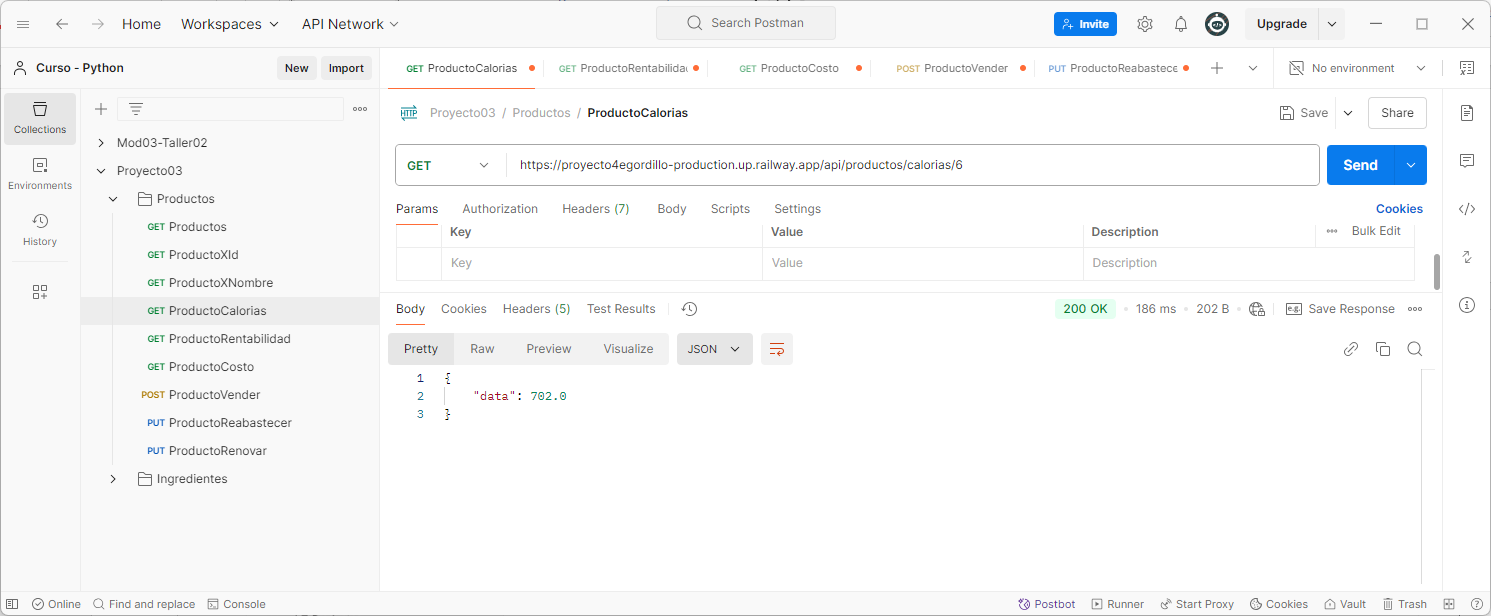 Home Workspaces API Network Search Postman Invite Upgrade
Curso - Python New Import
GET ProductoCalorias GET ProductoRentabilidad GET ProductoCosto POST ProductoVender PUT ProductoReabastece No environment
Collections
Environments
History
Mod03-Taller02
Proyecto03
Productos
GET Productos
GET ProductoXId
GET ProductoXNombre
GET ProductoCalorias
GET ProductoRentabilidad
GET ProductoCosto
POST ProductoVender
PUT ProductoReabastecer
PUT ProductoRenovar
Ingredientes
HTTP Proyecto03 / Productos / ProductoCalorias Save Share
GET https://proyecto4egordillo-production.up.railway.app/api/productos/calorias/6 Send
Params Authorization Headers (7) Body Scripts Settings Cookies
Key Value Description Bulk Edit
Key Value Description
Body Cookies Headers (5) Test Results 200 OK 186 ms 202 B e.g. Save Response
Pretty Raw Preview Visualize JSON
1 {
2 "data": 702.0
3 }
Online Find and replace Console Postbot Runner Start Proxy Cookies Vault Trash